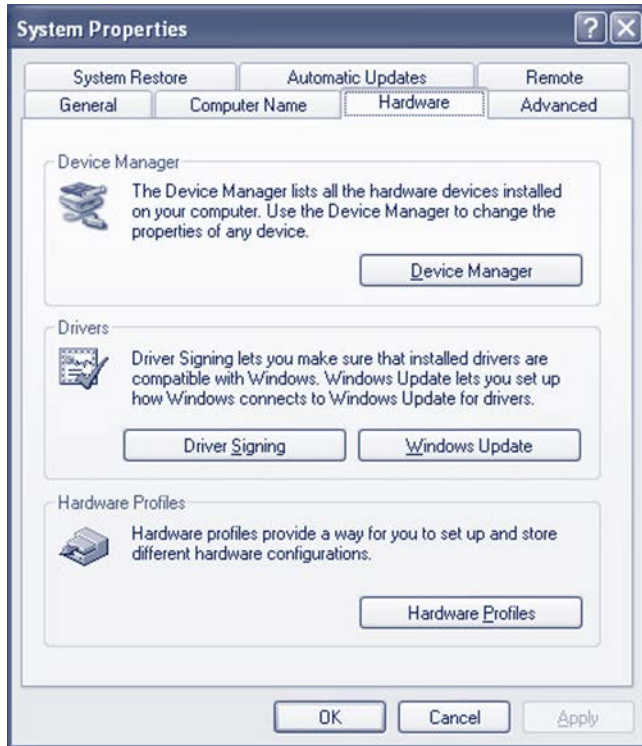 System Properties
System Restore Automatic Updates Remote
General Computer Name Hardware Advanced
Device Manager
The Device Manager lists all the hardware devices installed
on your computer. Use the Device Manager to change the
properties of any device.
Device Manager
Drivers
Driver Signing lets you make sure that installed drivers are
compatible with Windows. Windows Update lets you set up
how Windows connects to Windows Update for drivers.
Driver Signing Windows Update
Hardware Profiles
Hardware profiles provide a way for you to set up and store
different hardware configurations.
Hardware Profiles
OK Cancel Apply